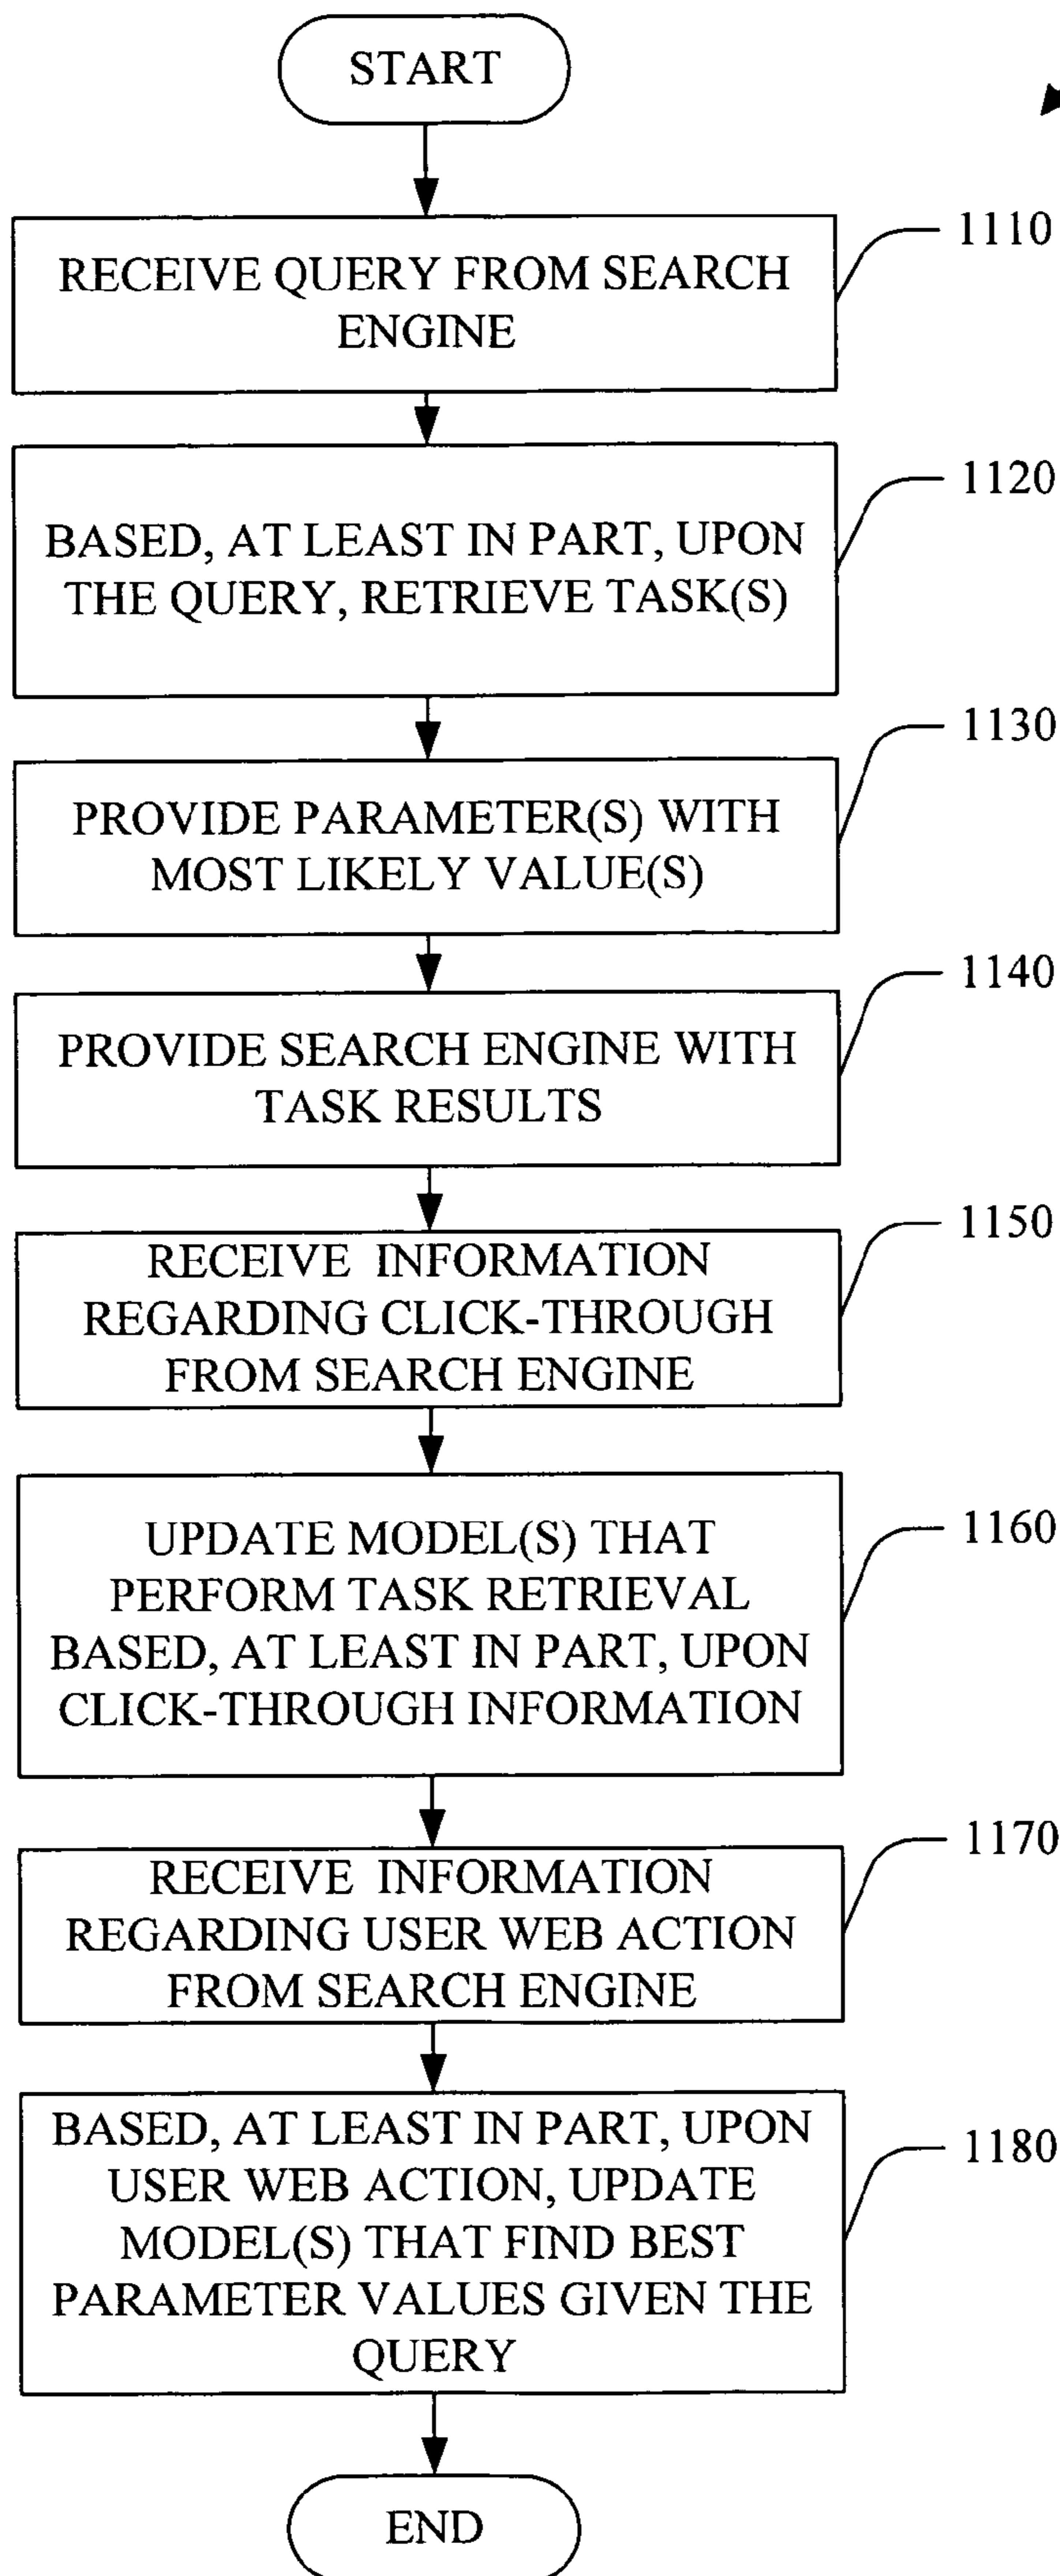 START
1110
RECEIVE QUERY FROM SEARCH
ENGINE
1120
BASED, AT LEAST IN PART, UPON
THE QUERY, RETRIEVE TASK(S)
1130
PROVIDE PARAMETER(S) WITH
MOST LIKELY VALUE(S)
1140
PROVIDE SEARCH ENGINE WITH
TASK RESULTS
1150
RECEIVE INFORMATION
REGARDING CLICK-THROUGH
FROM SEARCH ENGINE
1160
UPDATE MODEL(S) THAT
PERFORM TASK RETRIEVAL
BASED, AT LEAST IN PART, UPON
CLICK-THROUGH INFORMATION
1170
RECEIVE INFORMATION
REGARDING USER WEB ACTION
FROM SEARCH ENGINE
1180
BASED, AT LEAST IN PART, UPON
USER WEB ACTION, UPDATE
MODEL(S) THAT FIND BEST
PARAMETER VALUES GIVEN THE
QUERY
END